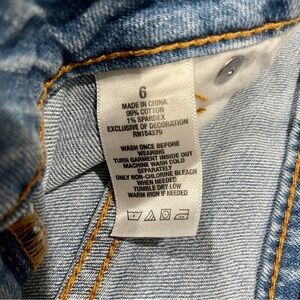 6
MADE IN CHINA
99% COTTON
1% SPANDEX
EXCLUSIVE OF DECORATION
RN154379
WASH ONCE BEFORE
WEARING
TURN GARMENT INSIDE OUT
MACHINE WASH COLD
SEPARATELY
ONLY NON-CHLORINE BLEACH
WHEN NEEDED
TUMBLE DRY LOW
WARM IRON IF NEEDED